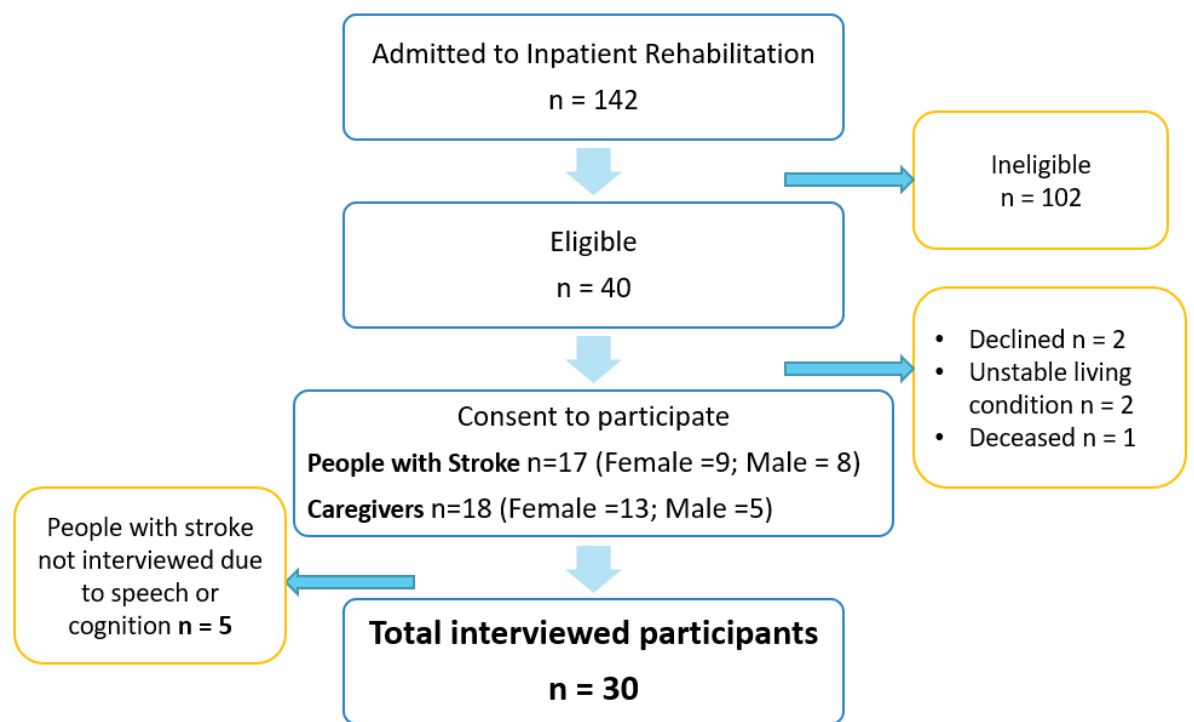 Admitted to Inpatient Rehabilitation
n = 142
Ineligible
n = 102
Eligible
n = 40
• Declined n = 2
• Unstable living
condition n = 2
• Deceased n = 1
Consent to participate
People with Stroke n=17 (Female =9; Male = 8)
Caregivers n=18 (Female =13; Male =5)
People with stroke
not interviewed due
to speech or
cognition n = 5
Total interviewed participants
n = 30